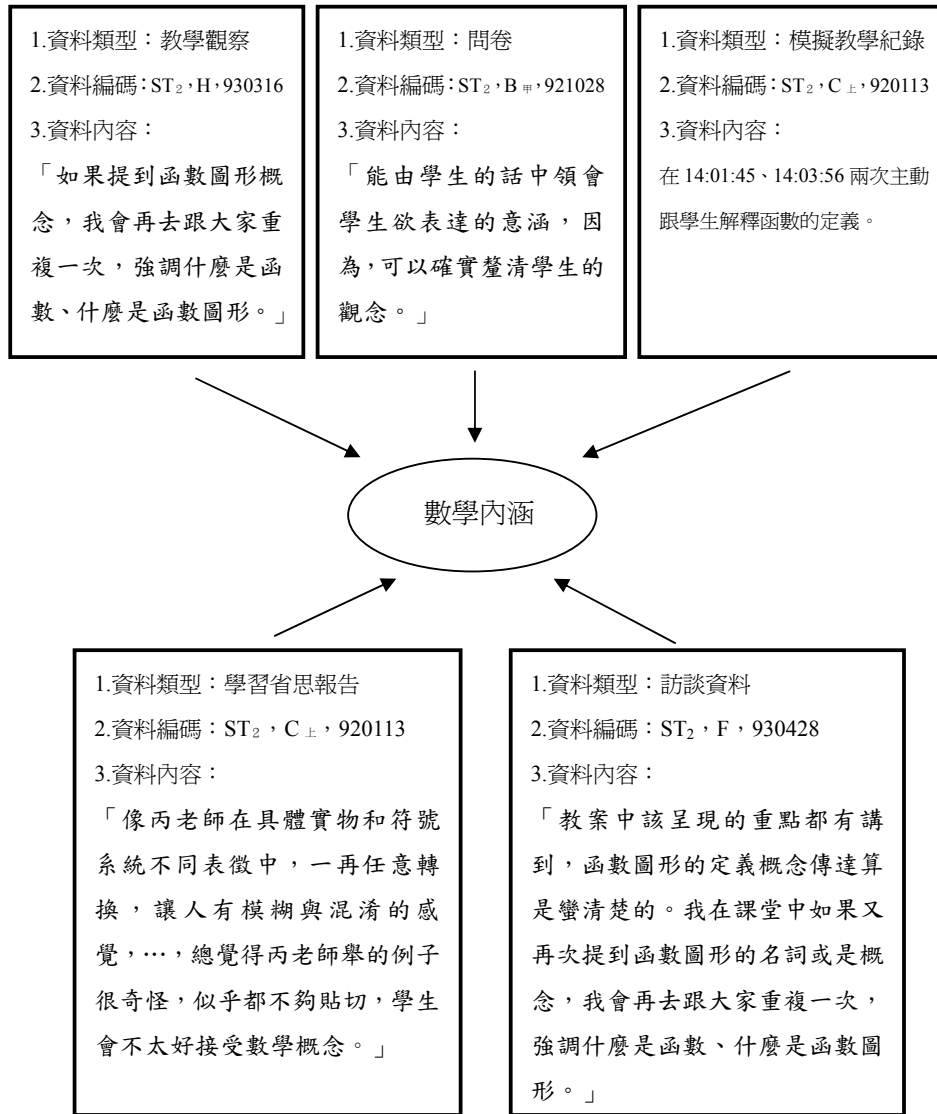 1.資料類型：教學觀察
2.資料編碼：ST₂，H，930316
3.資料內容：
「如果提到函數圖形概
念，我會再去跟大家重
複一次，強調什麼是函
數、什麼是函數圖形。」
1.資料類型：問卷
2.資料編碼：ST₂，B甲，921028
3.資料內容：
「能由學生的話中領會
學生欲表達的意涵，因
為，可以確實釐清學生的
觀念。」
1.資料類型：模擬教學紀錄
2.資料編碼：ST₂，C上，920113
3.資料內容：
在 14:01:45、14:03:56 兩次主動
跟學生解釋函數的定義。
數學內涵
1.資料類型：學習省思報告
2.資料編碼：ST₂，C上，920113
3.資料內容：
「像丙老師在具體實物和符號
系統不同表徵中，一再任意轉
換，讓人有模糊與混淆的感
覺，…，總覺得丙老師舉的例子
很奇怪，似乎都不夠貼切，學生
會不太好接受數學概念。」
1.資料類型：訪談資料
2.資料編碼：ST₂，F，930428
3.資料內容：
「教案中該呈現的重點都有講
到，函數圖形的定義概念傳達算
是蠻清楚的。我在課堂中如果又
再次提到函數圖形的名詞或是概
念，我會再去跟大家重複一次，
強調什麼是函數、什麼是函數圖
形。」